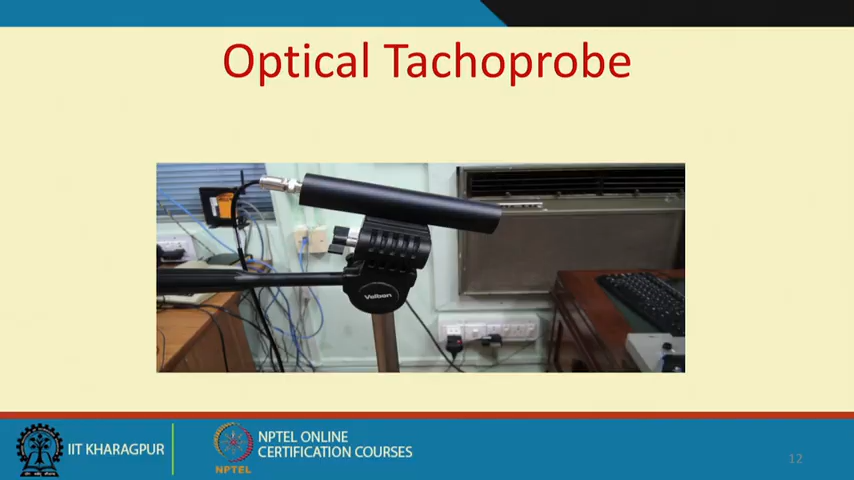 Optical Tachoprobe
Velbon
IIT KHARAGPUR
NPTEL
NPTEL ONLINE
CERTIFICATION COURSES
12